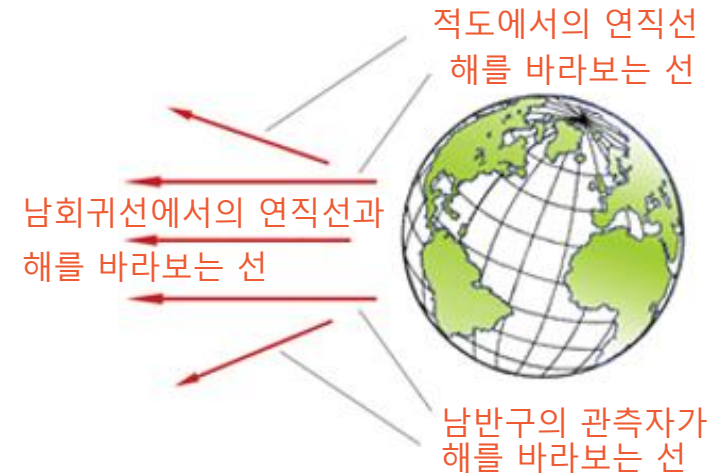 적도에서의 연직선
해를 바라보는 선
남회귀선에서의 연직선과
해를 바라보는 선
남반구의 관측자가
해를 바라보는 선